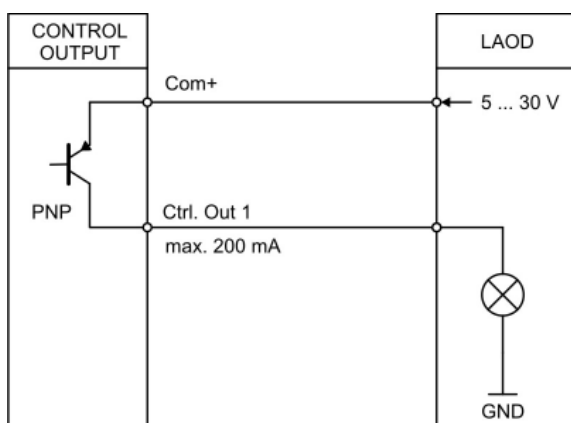 CONTROL
OUTPUT
LAOD
Com+
5 ... 30 V
PNP
Ctrl. Out 1
max. 200 mA
GND